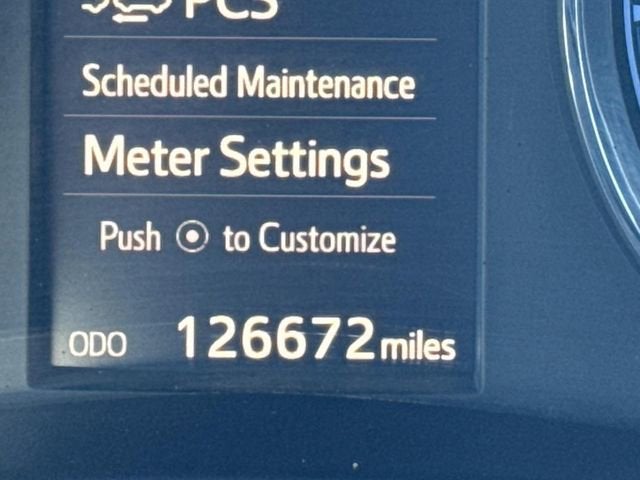 PCS
Scheduled Maintenance
Meter Settings
Push to Customize
ODO 126672 miles